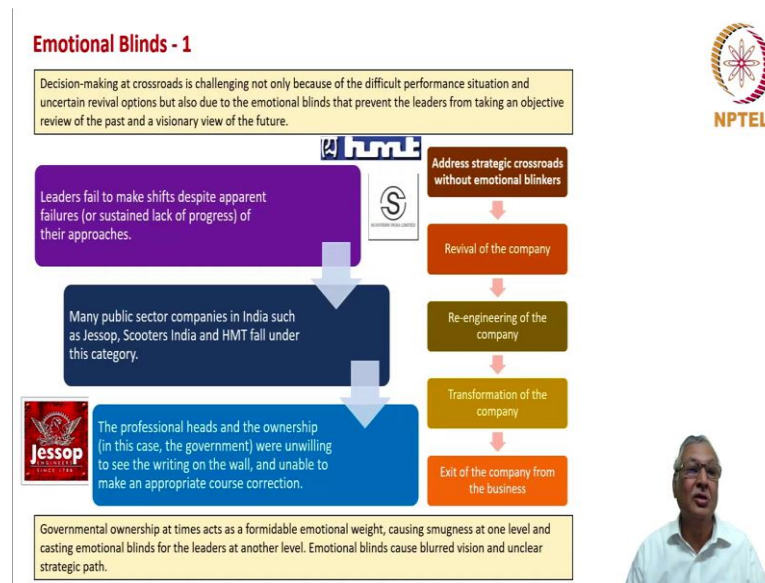 Emotional Blinds - 1
Decision-making at crossroads is challenging not only because of the difficult performance situation and
uncertain revival options but also due to the emotional blinds that prevent the leaders from taking an objective
review of the past and a visionary view of the future.
NPTEL
hmt
Leaders fail to make shifts despite apparent
failures (or sustained lack of progress) of
their approaches.
S
SCOOTERS INDIA LIMITED
Many public sector companies in India such
as Jessop, Scooters India and HMT fall under
this category.
Jessop
ENGINEERS
SINCE 1788
The professional heads and the ownership
(in this case, the government) were unwilling
to see the writing on the wall, and unable to
make an appropriate course correction.
Address strategic crossroads
without emotional blinkers
Revival of the company
Re-engineering of the
company
Transformation of the
company
Exit of the company from
the business
Governmental ownership at times acts as a formidable emotional weight, causing smugness at one level and
casting emotional blinds for the leaders at another level. Emotional blinds cause blurred vision and unclear
strategic path.